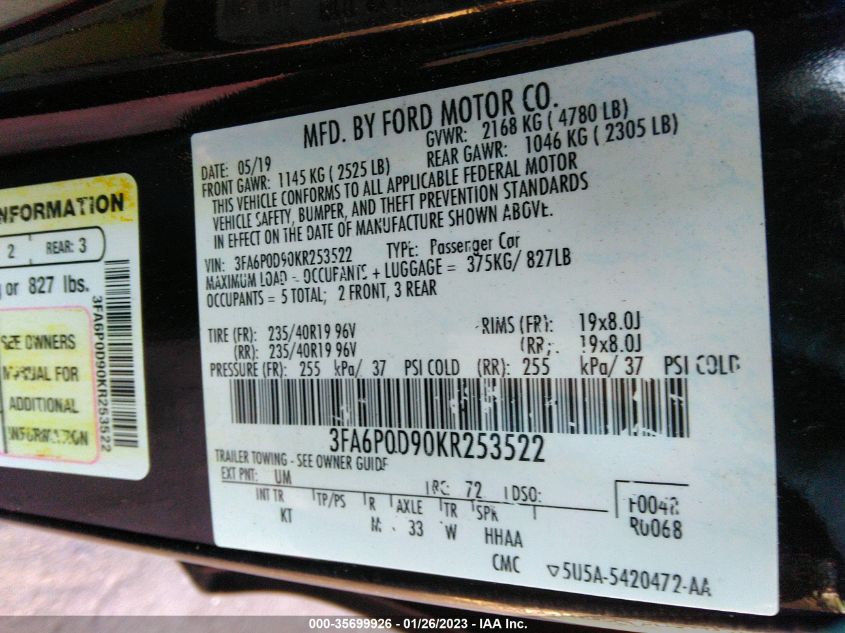 MFD. BY FORD MOTOR CO.
DATE: 05/19 GVWR: 2168 KG ( 4780 LB)
FRONT GAWR: 1145 KG ( 2525 LB) REAR GAWR: 1046 KG ( 2305 LB)
THIS VEHICLE CONFORMS TO ALL APPLICABLE FEDERAL MOTOR
VEHICLE SAFETY, BUMPER, AND THEFT PREVENTION STANDARDS
IN EFFECT ON THE DATE OF MANUFACTURE SHOWN ABOVE.
VIN: 3FA6P0D90KR253522 TYPE: Passenger Car
MAXIMUM LOAD = OCCUPANTS + LUGGAGE = 375KG/ 827LB
OCCUPANTS = 5 TOTAL; 2 FRONT, 3 REAR
TIRE (FR): 235/40R19 96V RIMS (FR): 19x8.0J
(RR): 235/40R19 96V (RR): 19x8.0J
PRESSURE (FR): 255 kPa/ 37 PSI COLD (RR): 255 kPa/ 37 PSI COLD
3FA6P0D90KR253522
TRAILER TOWING - SEE OWNER GUIDE
EXT PNT: UM RC: 72 DSO: F0042
INT TR TP/PS R AXLE TR SPR R0068
KT M 33 W HHAA
CMC ▽5U5A-5420472-AA
INFORMATION
2 REAR: 3
or 827 lbs.
SEE OWNERS
MANUAL FOR
ADDITIONAL
INFORMATION
3FA6P0D90KR253522
000-35699926 - 01/26/2023 - IAA Inc.